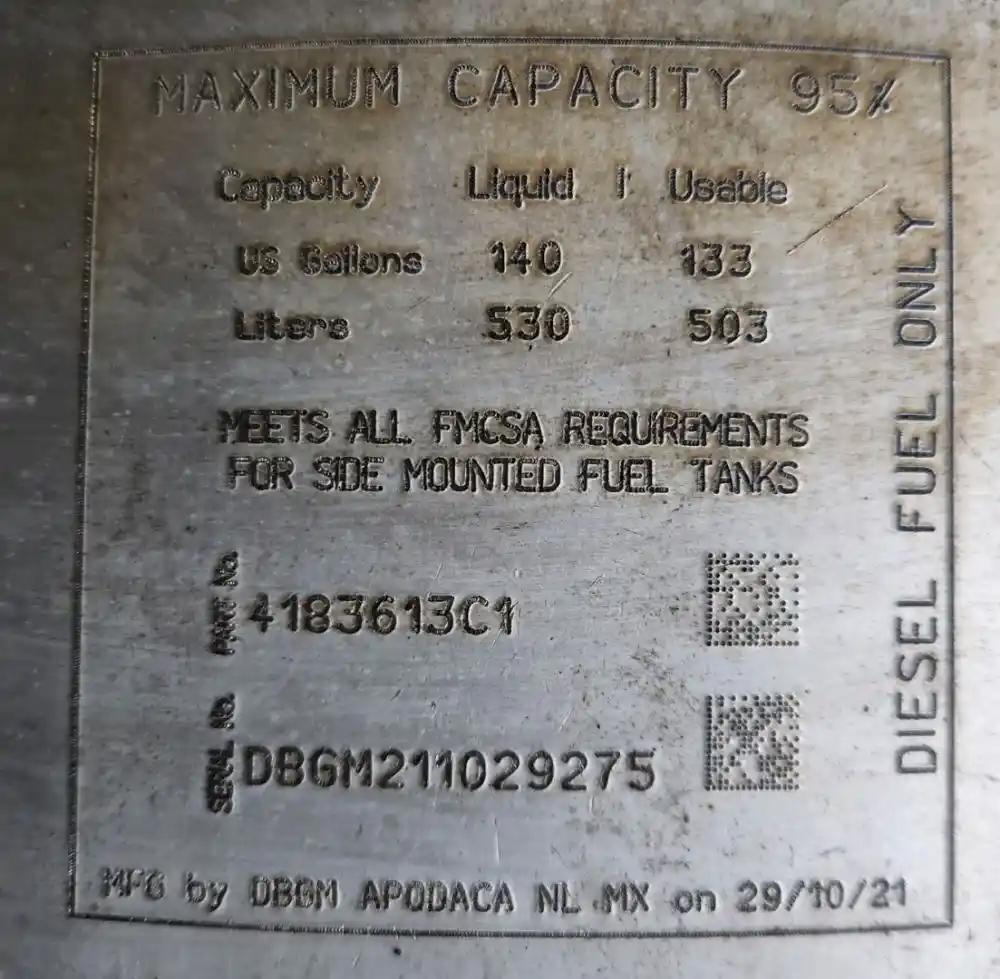 MAXIMUM CAPACITY 95%
Capacity Liquid | Usable
US Gallons 140 133
Liters 530 503
MEETS ALL FMCSA REQUIREMENTS
FOR SIDE MOUNTED FUEL TANKS
PART No. 4183613C1
SERIAL No. DBGM211029275
MFG by DBGM APODACA NL MX on 29/10/21
DIESEL FUEL ONLY